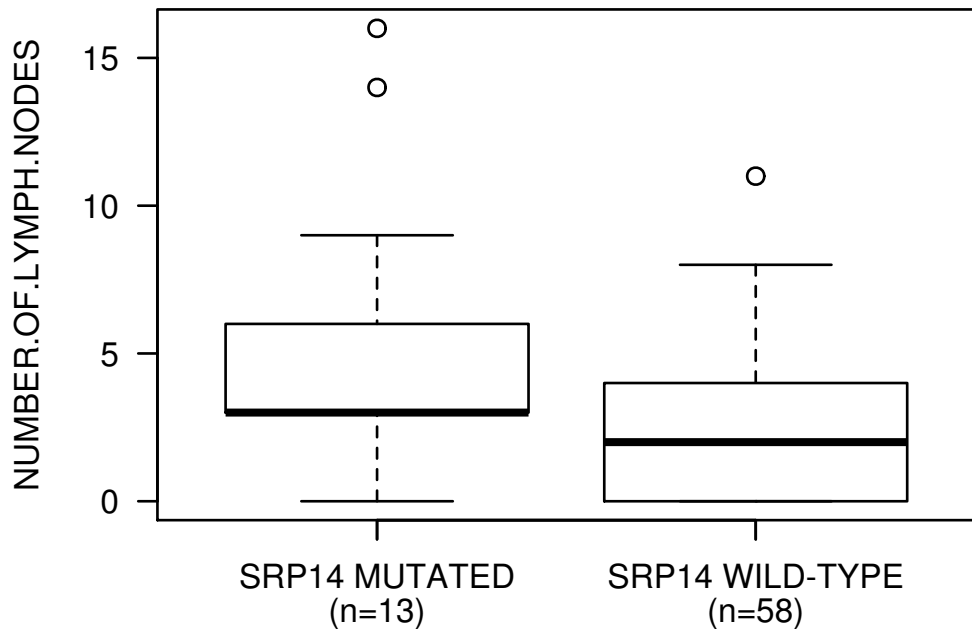 NUMBER.OF.LYMPH.NODES
15
10
5
0
SRP14 MUTATED
(n=13)
SRP14 WILD-TYPE
(n=58)